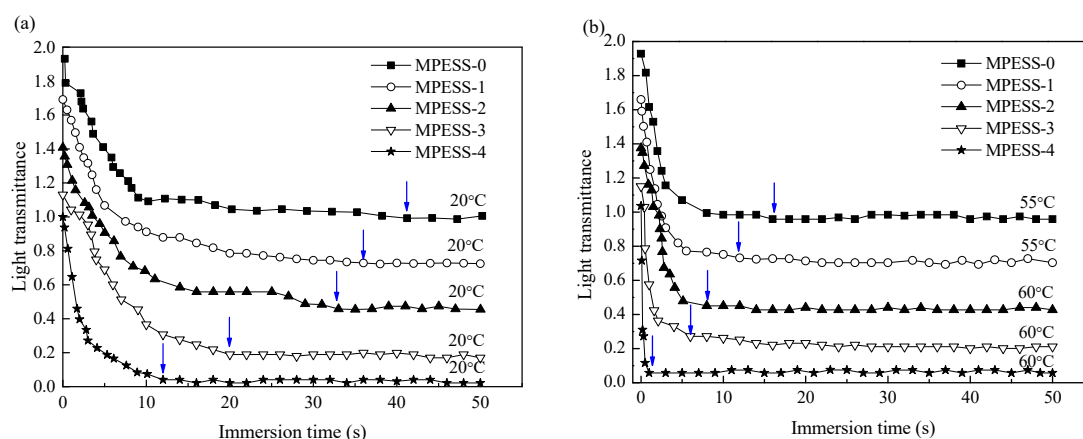 (a)
2.0
1.8
1.6
1.4
1.2
1.0
0.8
0.6
0.4
0.2
0.0
Light transmittance
MPESS-0
MPESS-1
MPESS-2
MPESS-3
MPESS-4
20°C
20°C
20°C
20°C
20°C
0 10 20 30 40 50
Immersion time (s)
(b)
2.0
1.8
1.6
1.4
1.2
1.0
0.8
0.6
0.4
0.2
0.0
Light transmittance
MPESS-0
MPESS-1
MPESS-2
MPESS-3
MPESS-4
55°C
55°C
60°C
60°C
60°C
0 10 20 30 40 50
Immersion time (s)